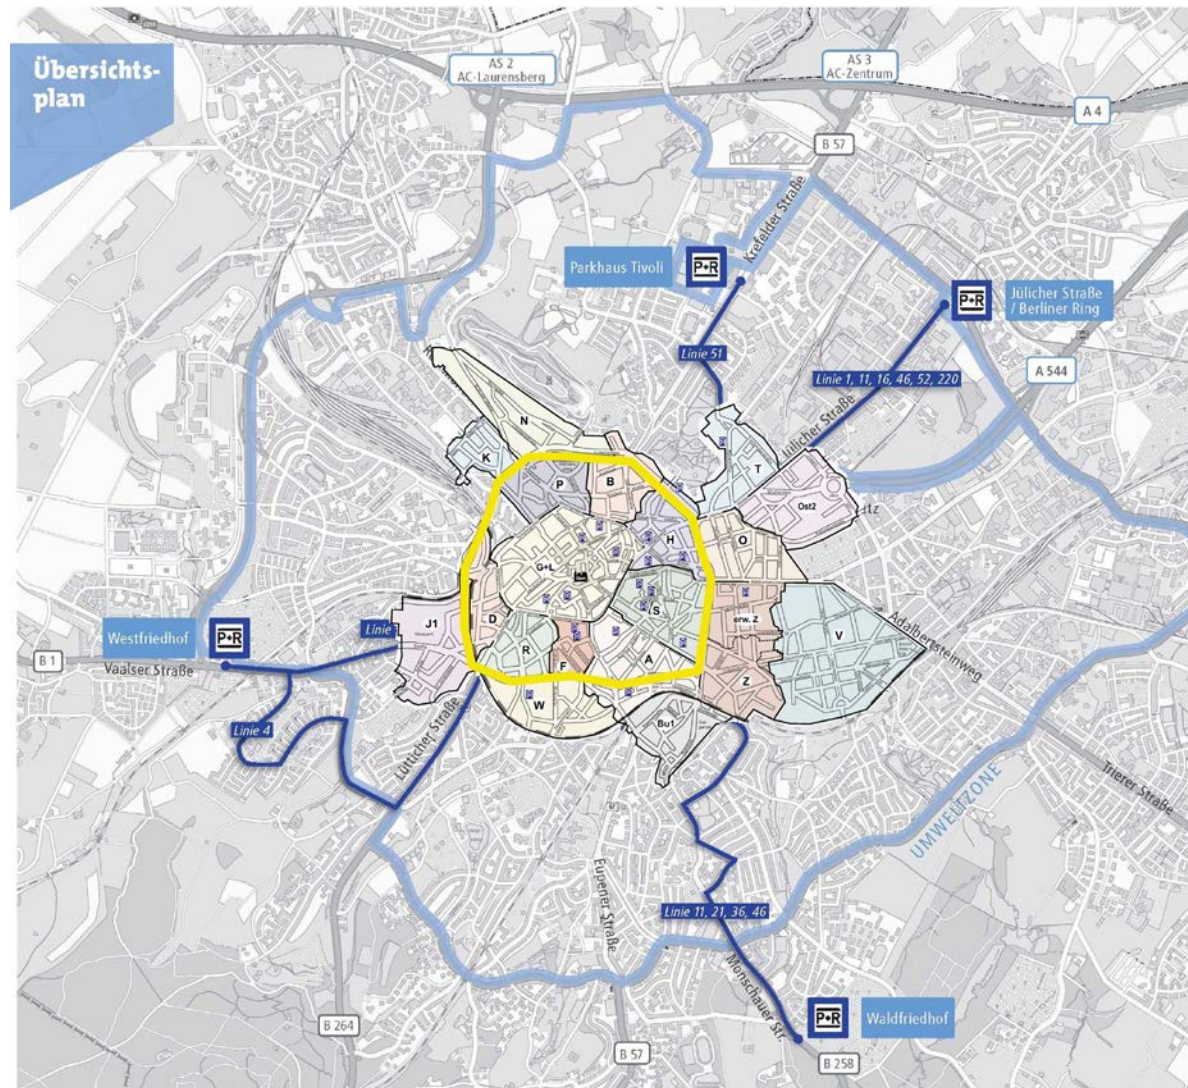 Übersichts-
plan
AS 2
AC-Laurensberg
AS 3
AC-Zentrum
A 4
B 57
Krefelder Straße
Parkhaus Tivoli
P+R
P+R
Jülicher Straße
/ Berliner Ring
Linie 51
Linie 1, 11, 16, 46, 52, 220
A 544
Jülicher Straße
N
K
P
B
T
Ost2
H
O
G+L
S
erw. Z
V
Adalbertsteinweg
J1
D
R
F
A
Z
W
Bu1
Westfriedhof
P+R
Linie
B 1
Vaalser Straße
Linie 4
Lütticher Straße
Trierer Straße
UMWELTZONE
Eupener Straße
Linie 11, 21, 36, 46
Monschauer Str.
P+R
Waldfriedhof
B 264
B 57
B 258